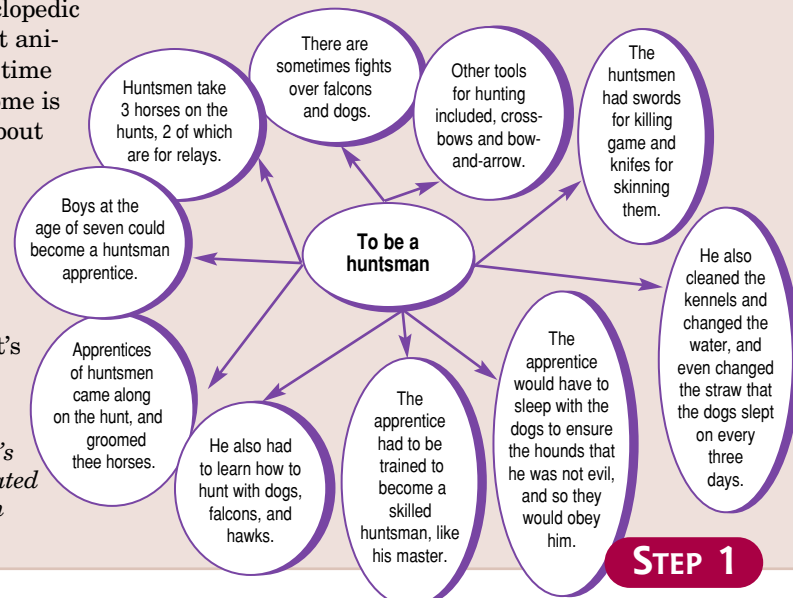 clopedic
t ani-
time
ome is
bout
t's
's
ated
There are
sometimes fights
over falcons
and dogs.
Huntsmen take
3 horses on the
hunts, 2 of which
are for relays.
Other tools
for hunting
included, cross-
bows and bow-
and-arrow.
The
huntsmen
had swords
for killing
game and
knifes for
skinning
them.
Boys at the
age of seven could
become a huntsman
apprentice.
To be a
huntsman
He also
cleaned the
kennels and
changed the
water, and
even changed
the straw that
the dogs slept
on every
three
days.
Apprentices
of huntsmen
came along
on the hunt, and
groomed
thee horses.
He also had
to learn how to
hunt with dogs,
falcons, and
hawks.
The
apprentice
had to be
trained to
become a
skilled
huntsman, like
his master.
The
apprentice
would have to
sleep with the
dogs to ensure
the hounds that
he was not evil,
and so they
would obey
him.
STEP 1